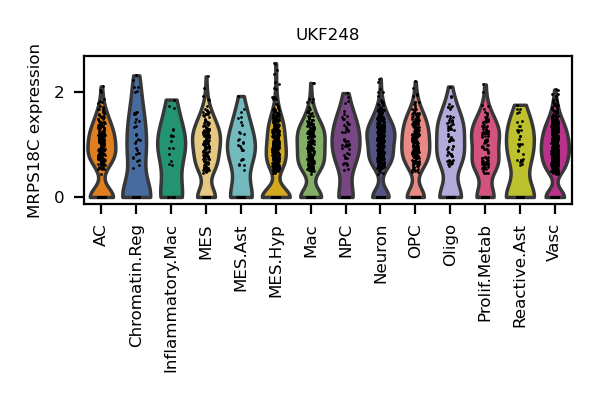 UKF248
MRPS18C expression
2
0
AC
Chromatin.Reg
Inflammatory.Mac
MES
MES.Ast
MES.Hyp
Mac
NPC
Neuron
OPC
Oligo
Prolif.Metab
Reactive.Ast
Vasc